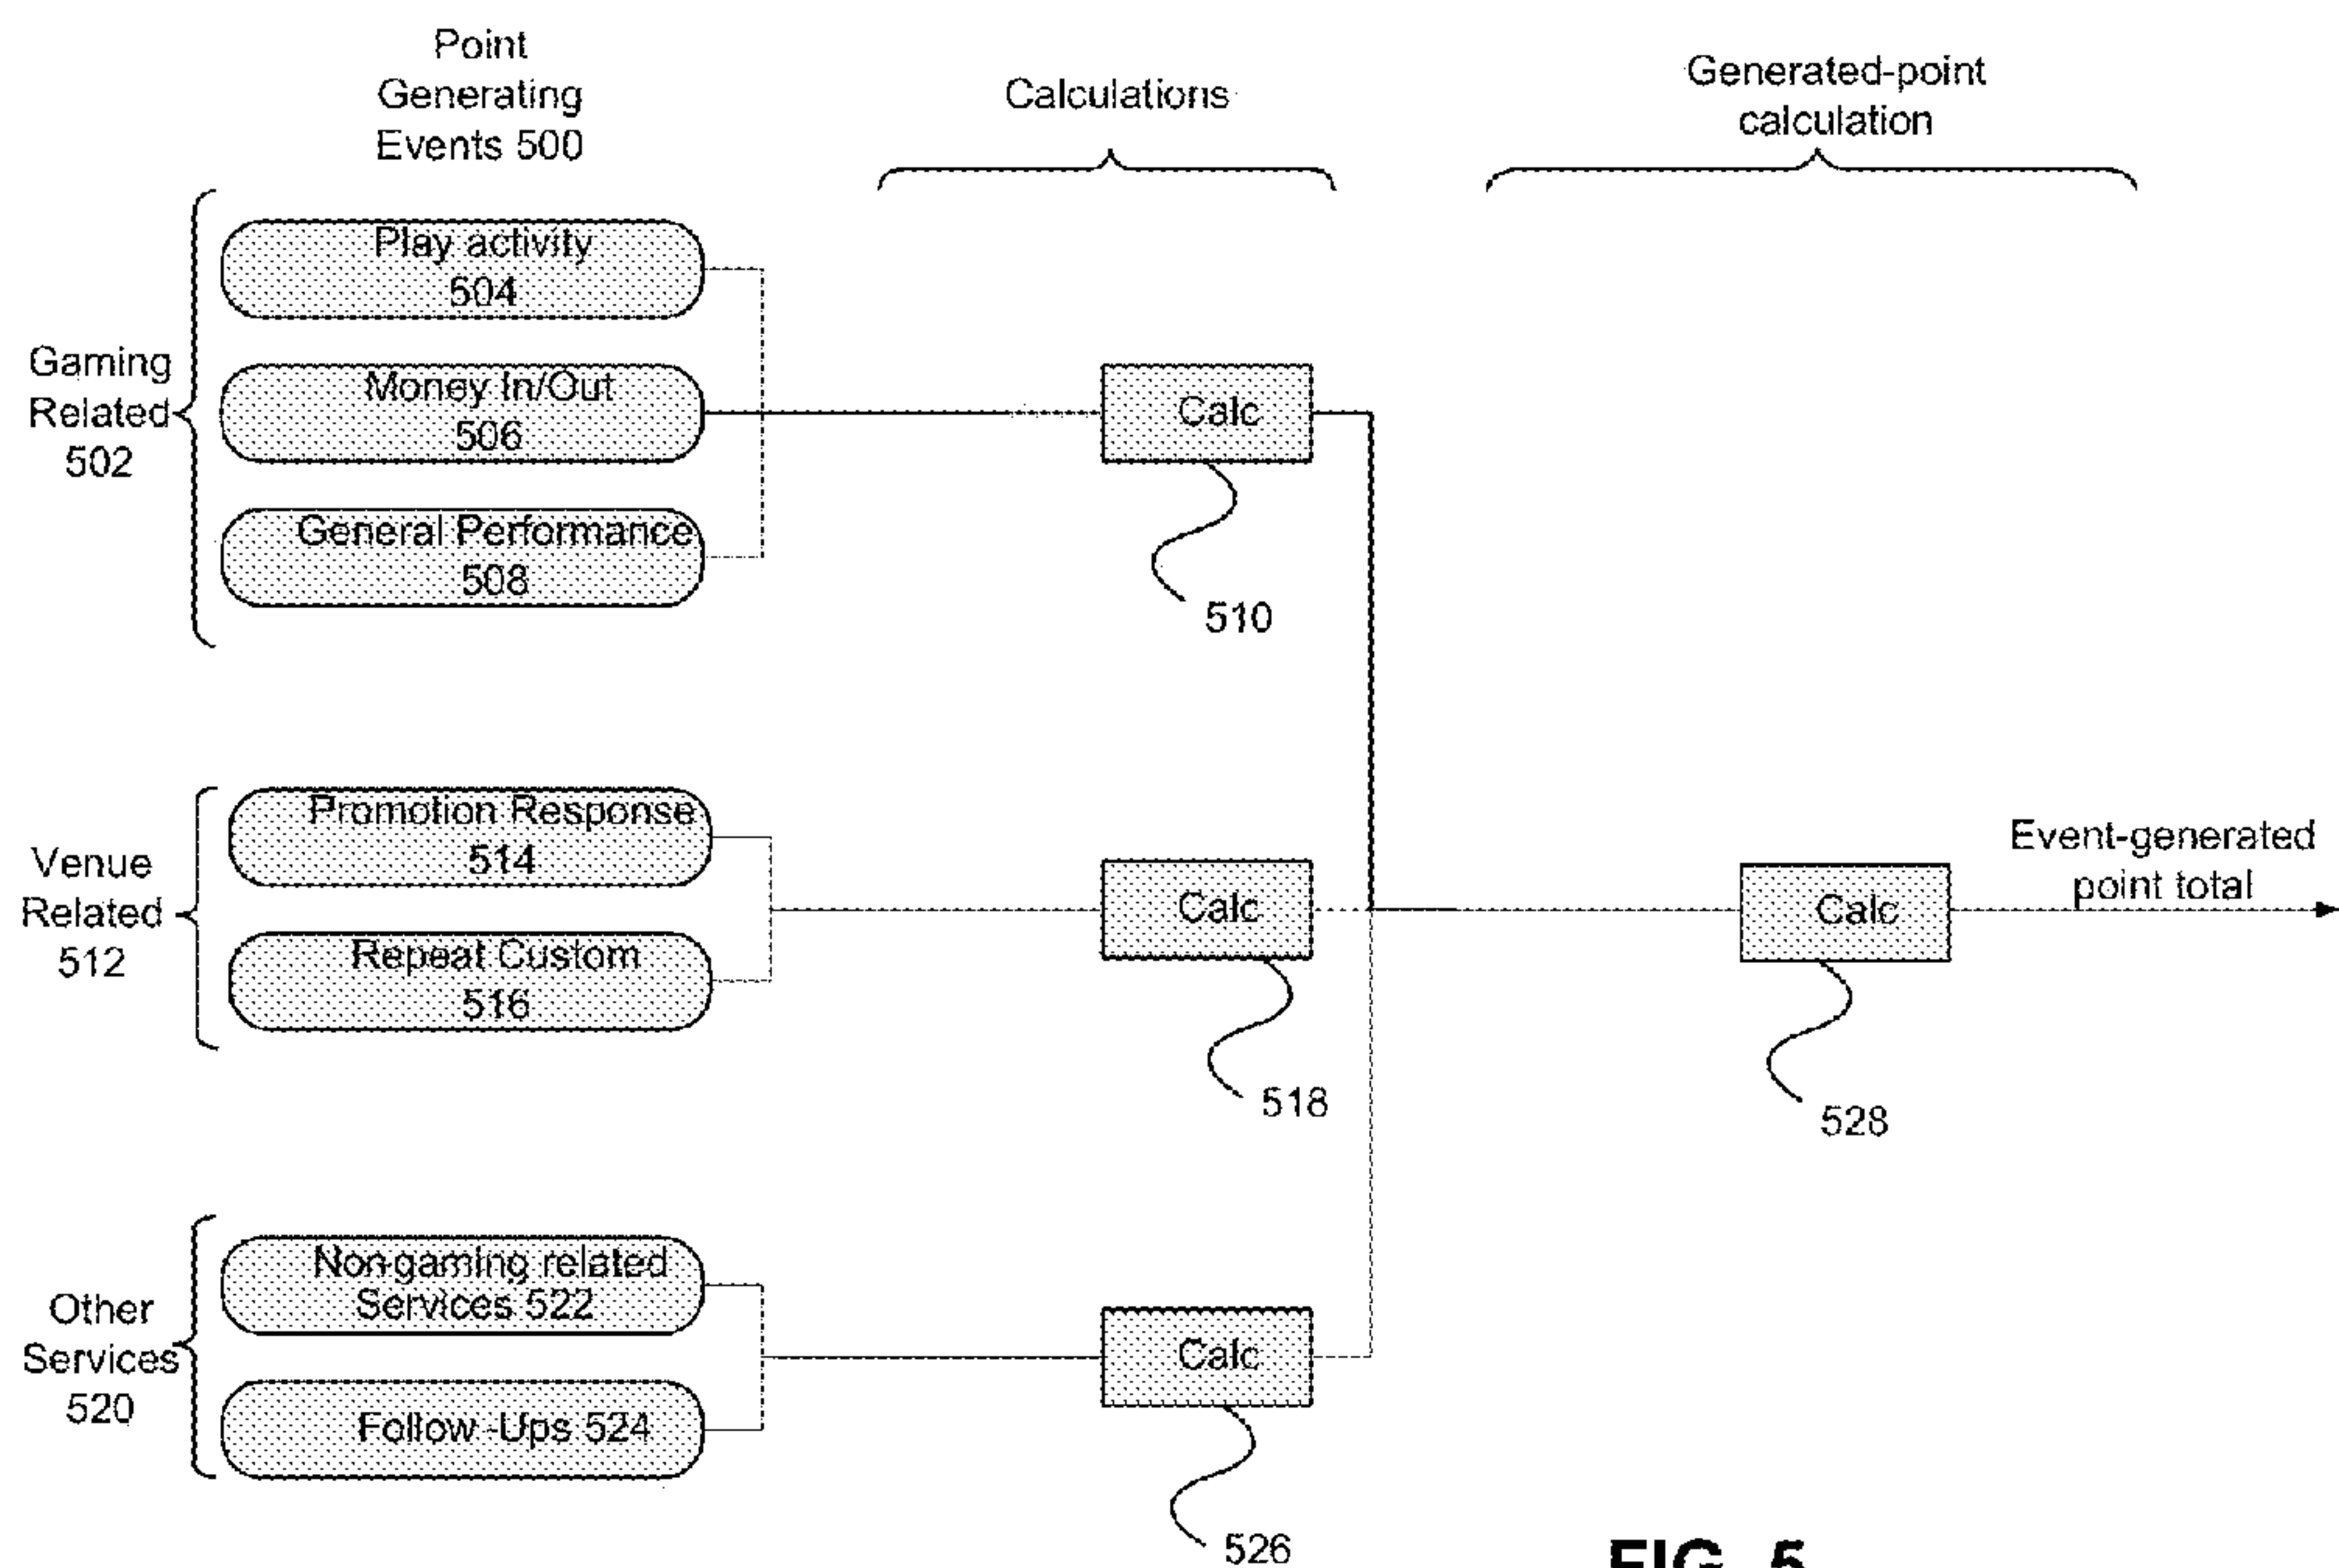 Point
Generating
Events 500
Calculations
Generated-point
calculation
Gaming
Related
502
Play activity
504
Money In/Out
506
General Performance
508
Calc
510
Venue
Related
512
Promotion Response
514
Repeat Custom
516
Calc
518
Calc
528
Event-generated
point total
Other
Services
520
Non-gaming related
Services 522
Follow-Ups 524
Calc
526
FIG. 5